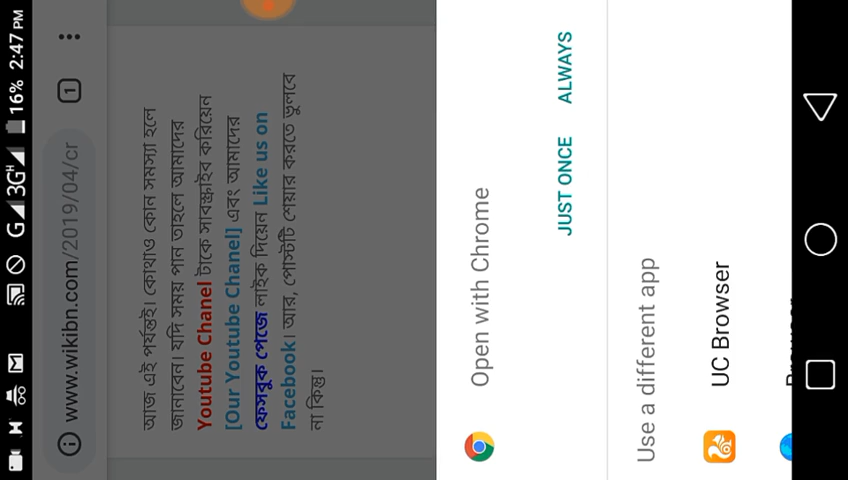 G 3G H 16% 2:47 PM
www.wikibn.com/2019/04/cr
1
আজ এই পর্যন্তই। কোথাও কোন সমস্যা হলে
জানাবেন। যদি সময় পান তাহলে আমাদের
Youtube Chanel টাকে সাবস্ক্রাইব করিয়েন
[Our Youtube Chanel] এবং আমাদের
ফেসবুক পেজে লাইক দিয়েন Like us on
Facebook। আর, পোস্টটি শেয়ার করতে ভুলবে
না কিন্তু।
Open with Chrome
JUST ONCE ALWAYS
Use a different app
UC Browser